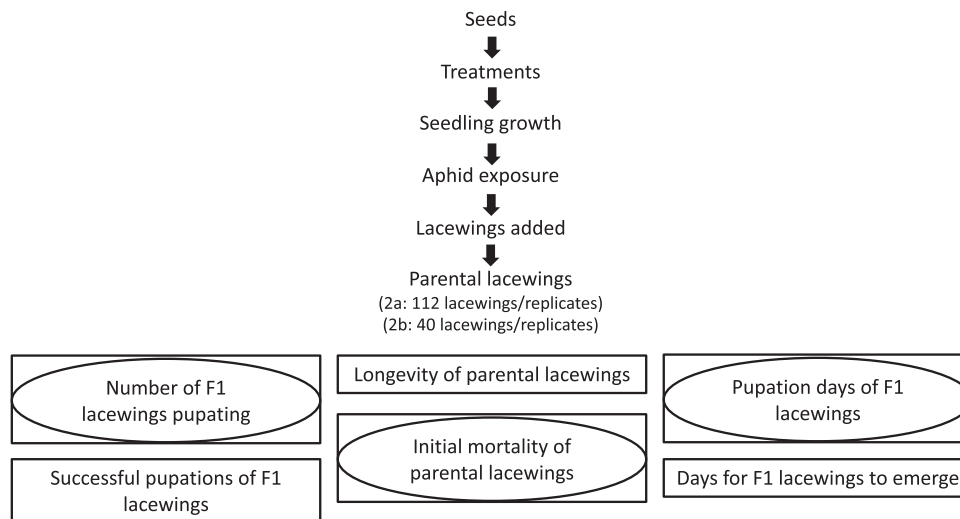 Seeds
Treatments
Seedling growth
Aphid exposure
Lacewings added
Parental lacewings
(2a: 112 lacewings/replicates)
(2b: 40 lacewings/replicates)
Number of F1
lacewings pupating
Successful pupations of F1
lacewings
Longevity of parental lacewings
Initial mortality of
parental lacewings
Pupation days of F1
lacewings
Days for F1 lacewings to emerge